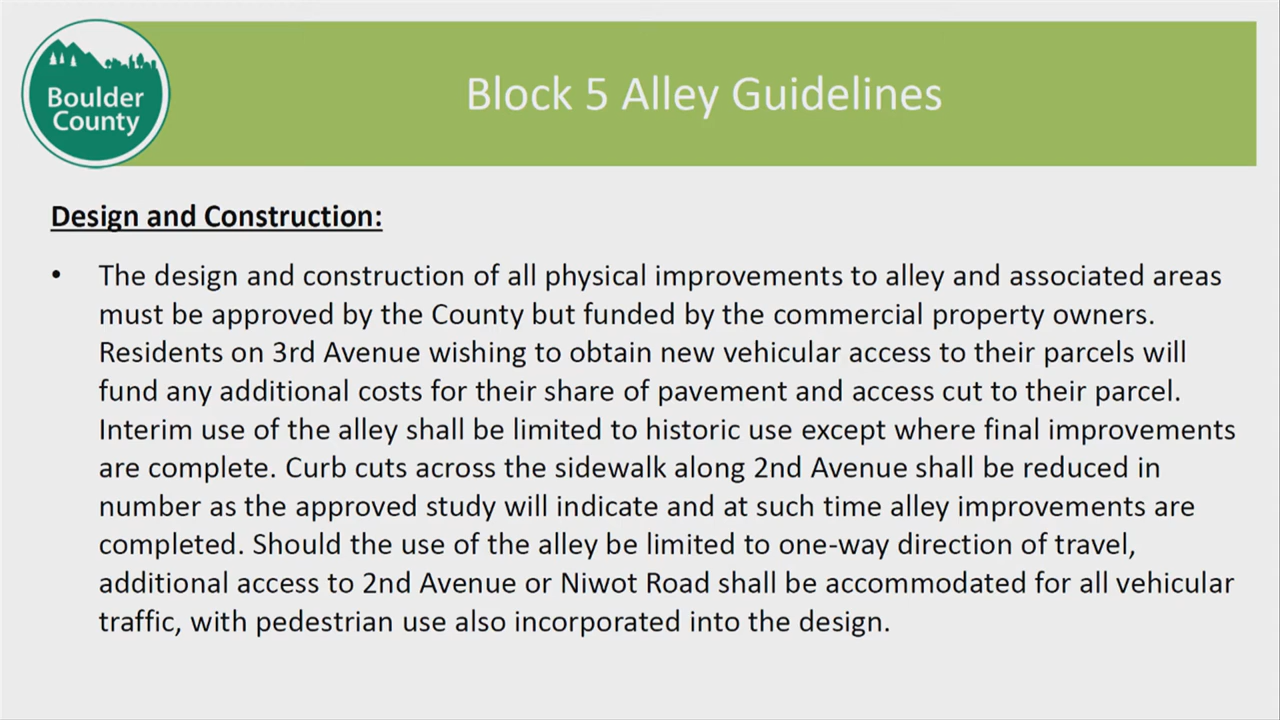 Boulder
County
Block 5 Alley Guidelines
Design and Construction:
• The design and construction of all physical improvements to alley and associated areas
must be approved by the County but funded by the commercial property owners.
Residents on 3rd Avenue wishing to obtain new vehicular access to their parcels will
fund any additional costs for their share of pavement and access cut to their parcel.
Interim use of the alley shall be limited to historic use except where final improvements
are complete. Curb cuts across the sidewalk along 2nd Avenue shall be reduced in
number as the approved study will indicate and at such time alley improvements are
completed. Should the use of the alley be limited to one-way direction of travel,
additional access to 2nd Avenue or Niwot Road shall be accommodated for all vehicular
traffic, with pedestrian use also incorporated into the design.